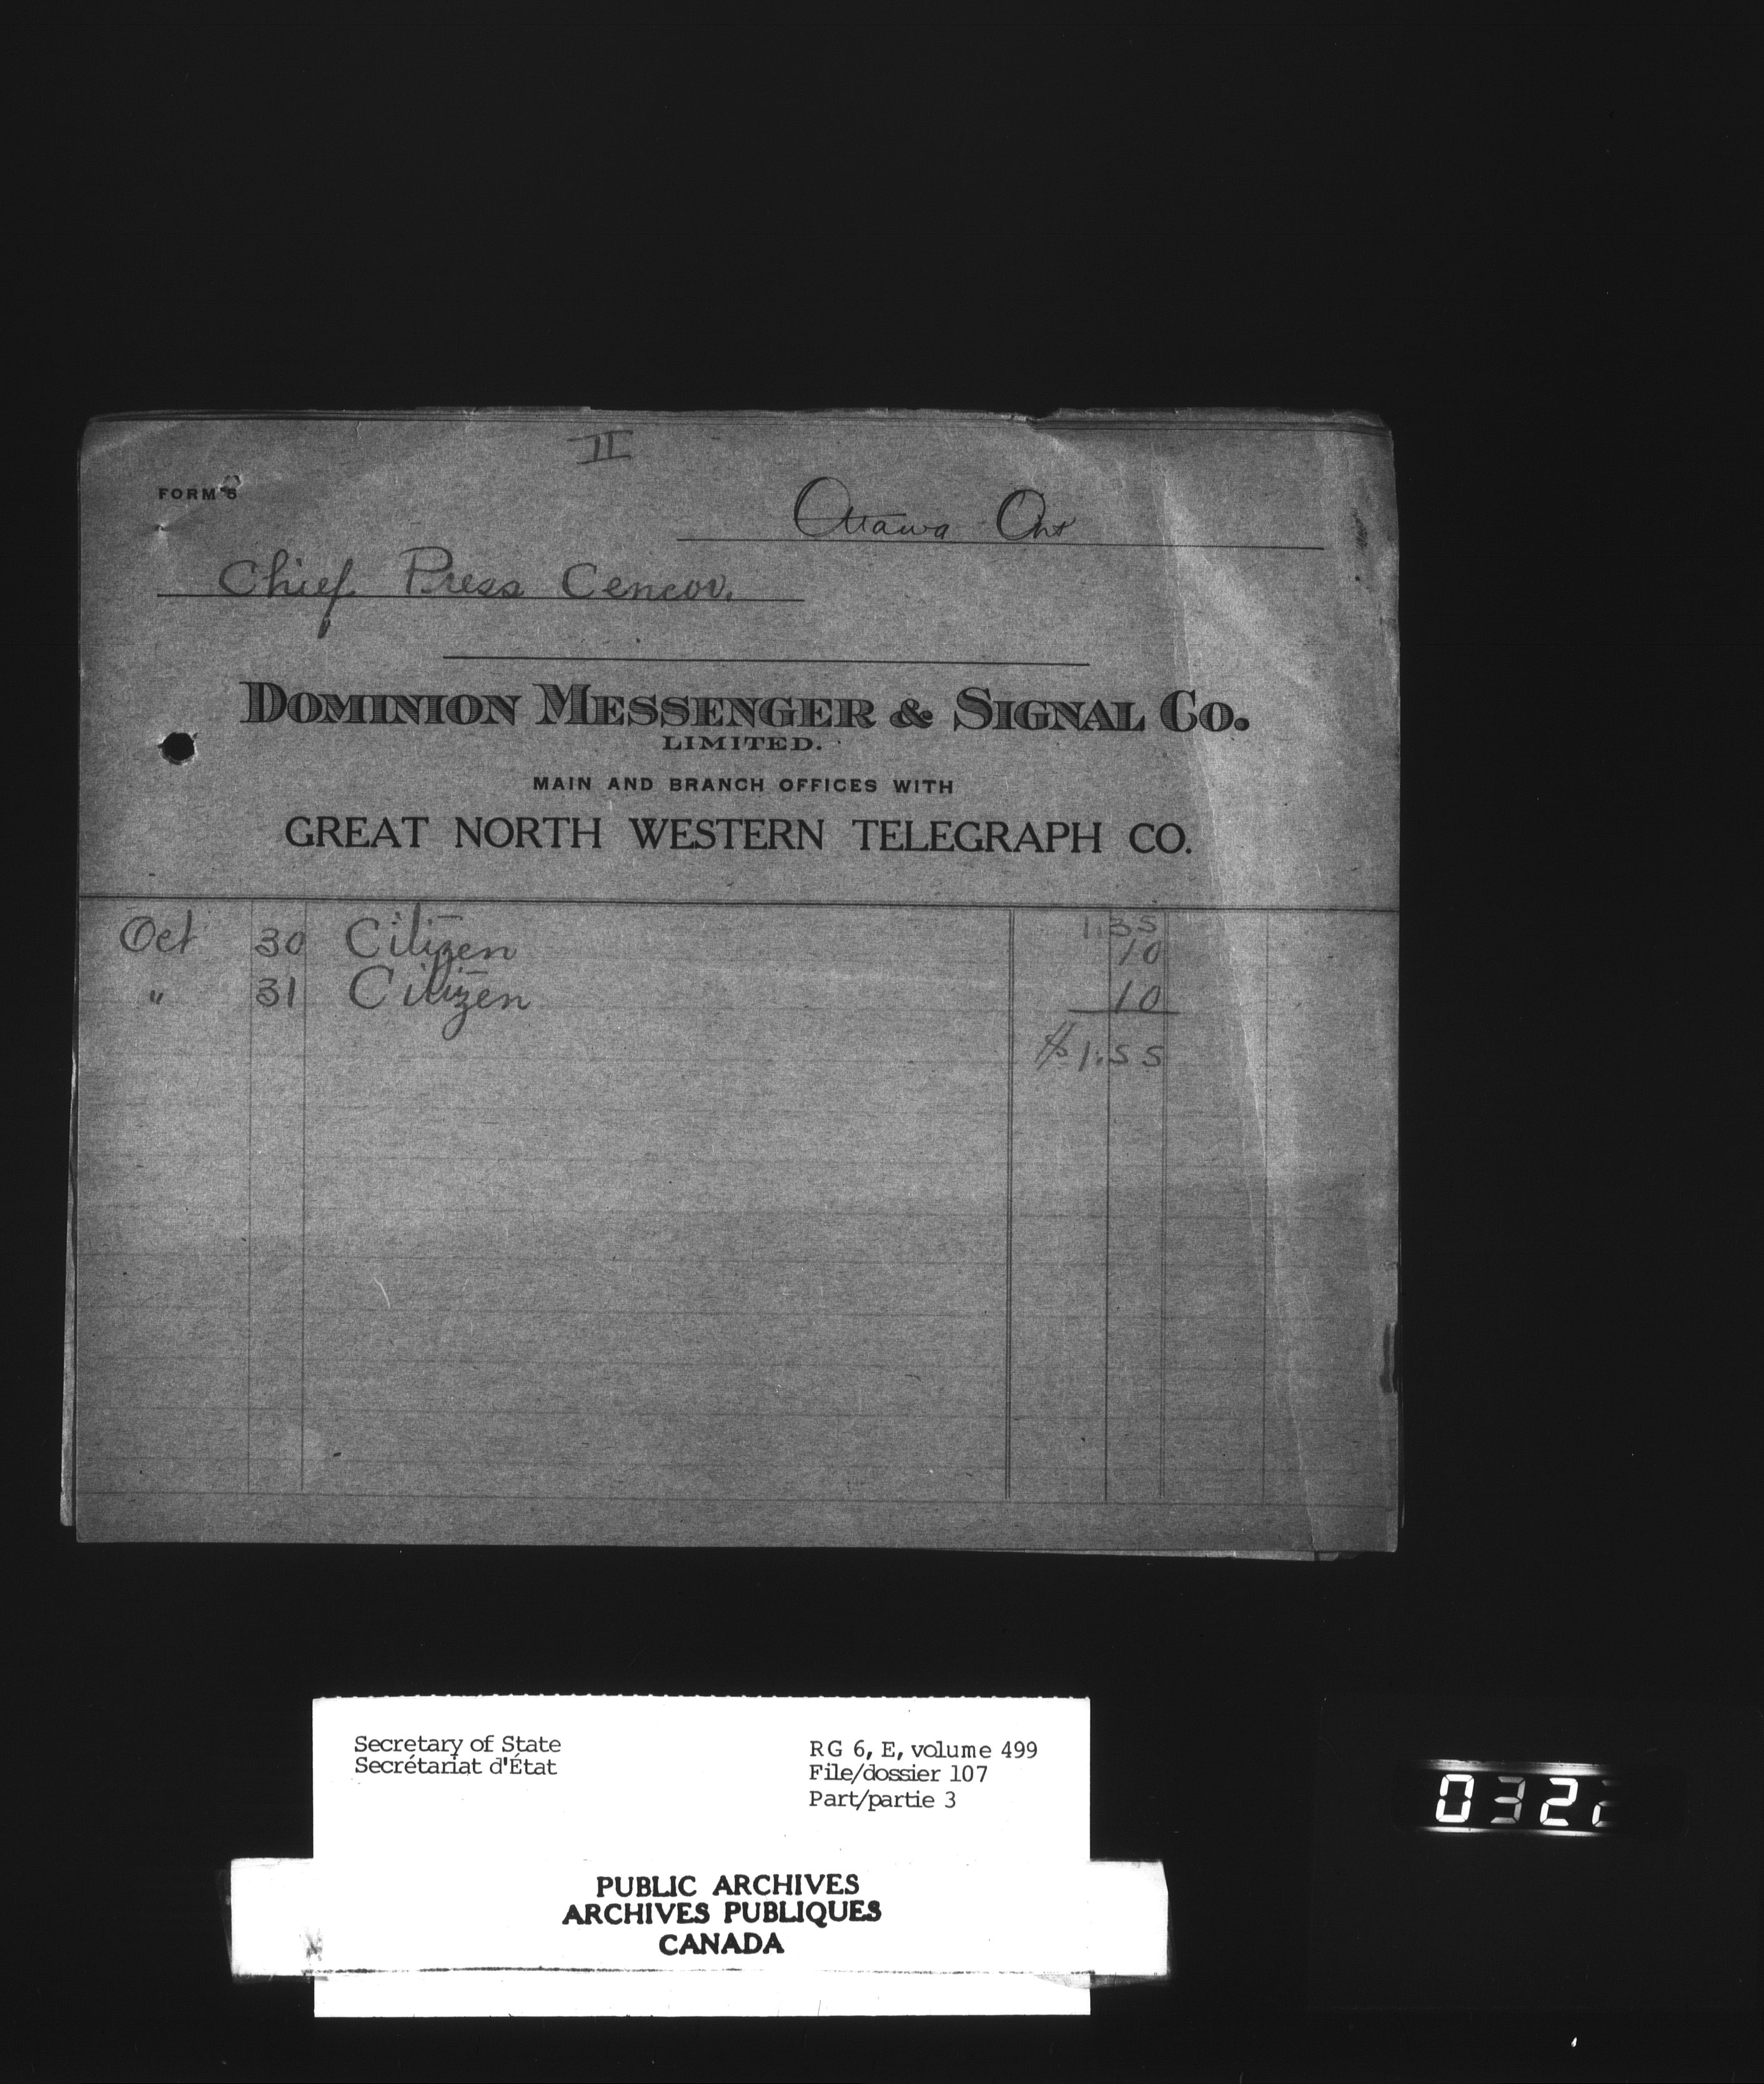 II
FORM 6
Ottawa Ont
Chief Press Cencor.
DOMINION MESSENGER & SIGNAL CO.
LIMITED.
MAIN AND BRANCH OFFICES WITH
GREAT NORTH WESTERN TELEGRAPH CO.
1.35
Oct 30 Citizen 10
" 31 Citizen 10
$1.55
Secretary of State
Secrétariat d'État
RG 6, E, volume 499
File/dossier 107
Part/partie 3
PUBLIC ARCHIVES
ARCHIVES PUBLIQUES
CANADA
032